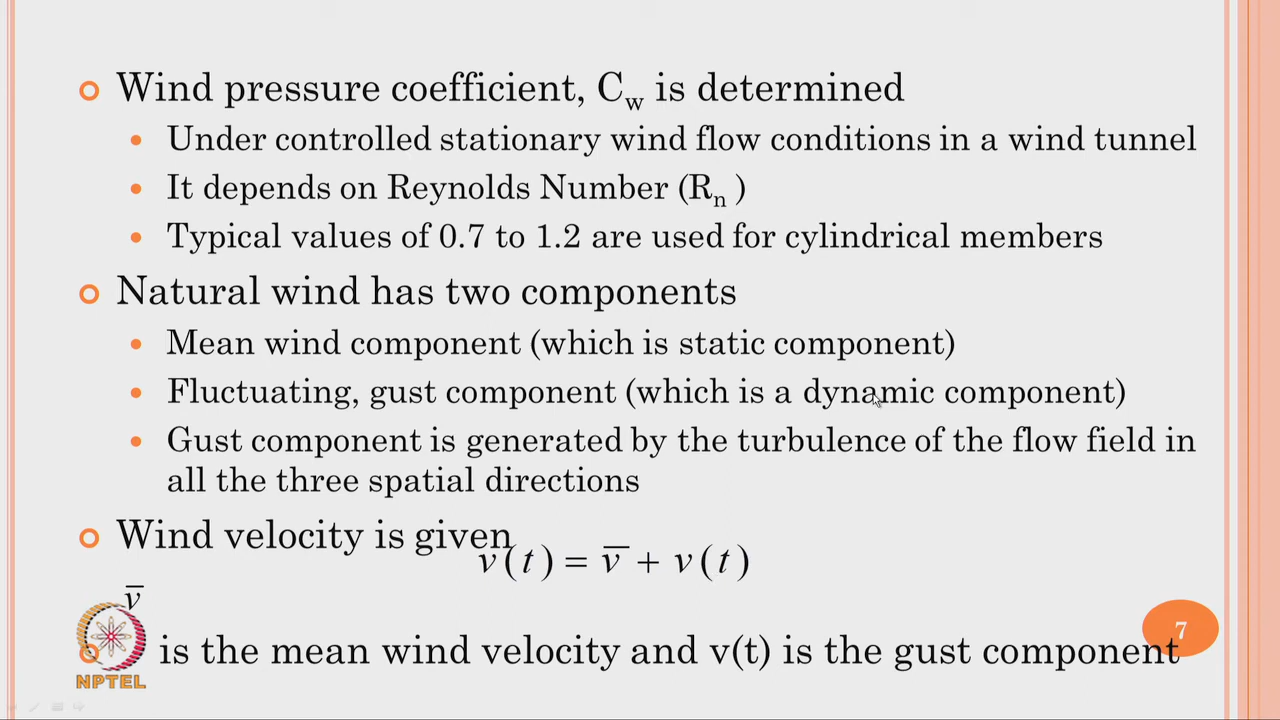 Wind pressure coefficient, C_w is determined
Under controlled stationary wind flow conditions in a wind tunnel
It depends on Reynolds Number (R_n )
Typical values of 0.7 to 1.2 are used for cylindrical members
Natural wind has two components
Mean wind component (which is static component)
Fluctuating, gust component (which is a dynamic component)
Gust component is generated by the turbulence of the flow field in
all the three spatial directions
Wind velocity is given
v(t) = v̅ + v(t)
v̅
is the mean wind velocity and v(t) is the gust component
7
NPTEL